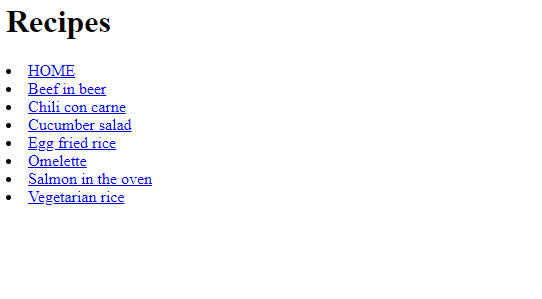 Recipes
HOME
Beef in beer
Chili con carne
Cucumber salad
Egg fried rice
Omelette
Salmon in the oven
Vegetarian rice